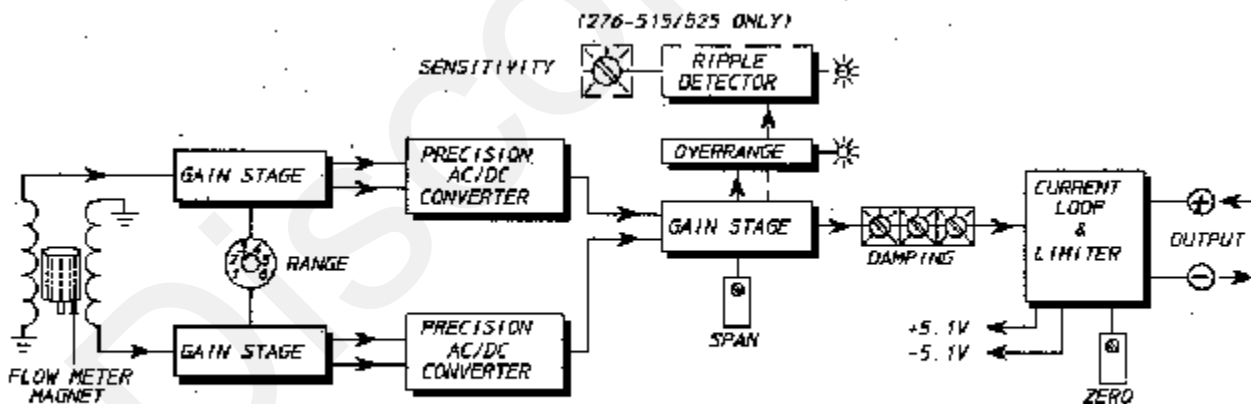 (276-515/525 ONLY)
SENSITIVITY
RIPPLE
DETECTOR
OVERRANGE
GAIN STAGE
PRECISION
AC/DC
CONVERTER
GAIN STAGE
CURRENT
LOOP
&
LIMITER
+
OUTPUT
−
RANGE
DAMPING
SPAN
GAIN STAGE
PRECISION
AC/DC
CONVERTER
+5.1V
-5.1V
ZERO
FLOW METER
MAGNET